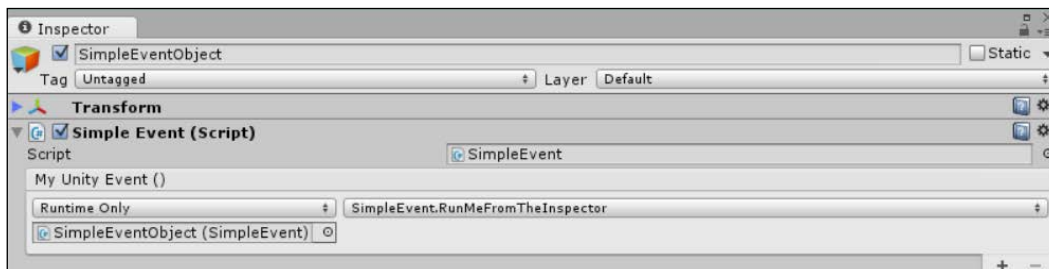 Inspector
SimpleEventObject Static
Tag Untagged Layer Default
Transform
Simple Event (Script)
Script SimpleEvent
My Unity Event ()
Runtime Only SimpleEvent.RunMeFromTheInspector
SimpleEventObject (SimpleEvent)